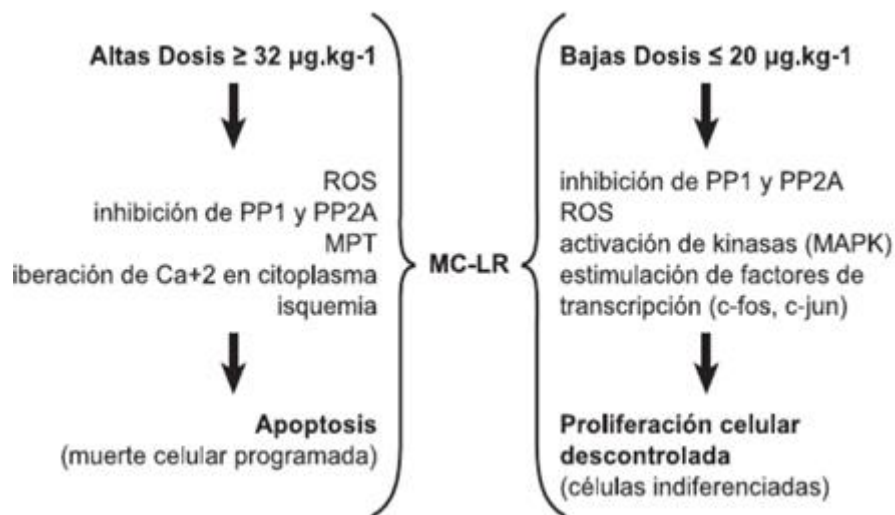 Altas Dosis ≥ 32 µg.kg-1
ROS
inhibición de PP1 y PP2A
MPT
iberación de Ca+2 en citoplasma
isquemia
Apoptosis
(muerte celular programada)
MC-LR
Bajas Dosis ≤ 20 µg.kg-1
inhibición de PP1 y PP2A
ROS
activación de kinasas (MAPK)
estimulación de factores de
transcripción (c-fos, c-jun)
Proliferación celular
descontrolada
(células indiferenciadas)